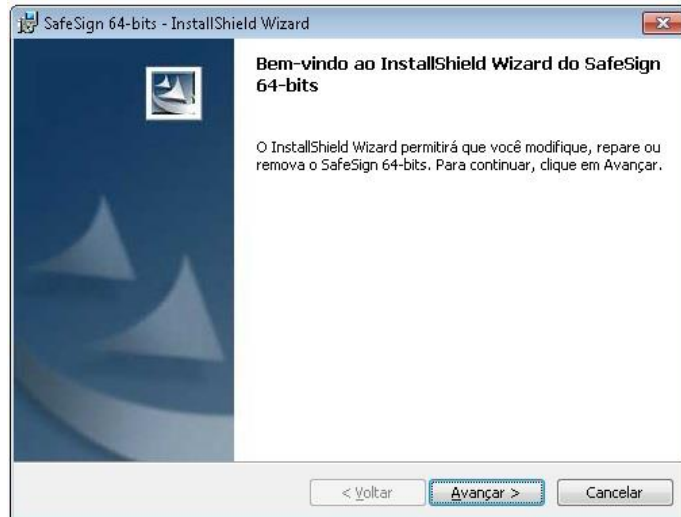 SafeSign 64-bits - InstallShield Wizard
Bem-vindo ao InstallShield Wizard do SafeSign
64-bits
O InstallShield Wizard permitirá que você modifique, repare ou
remova o SafeSign 64-bits. Para continuar, clique em Avançar.
< Voltar
Avançar >
Cancelar